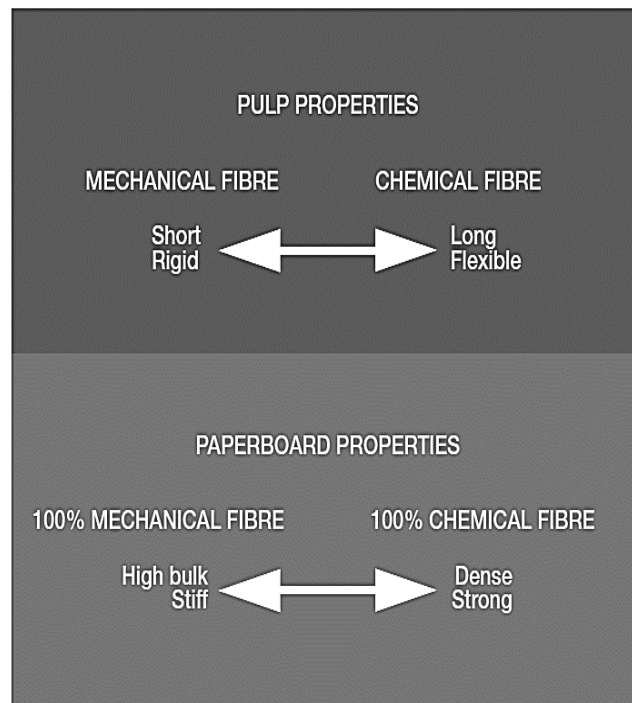 PULP PROPERTIES
MECHANICAL FIBRE
CHEMICAL FIBRE
Short
Rigid
Long
Flexible
PAPERBOARD PROPERTIES
100% MECHANICAL FIBRE
100% CHEMICAL FIBRE
High bulk
Stiff
Dense
Strong